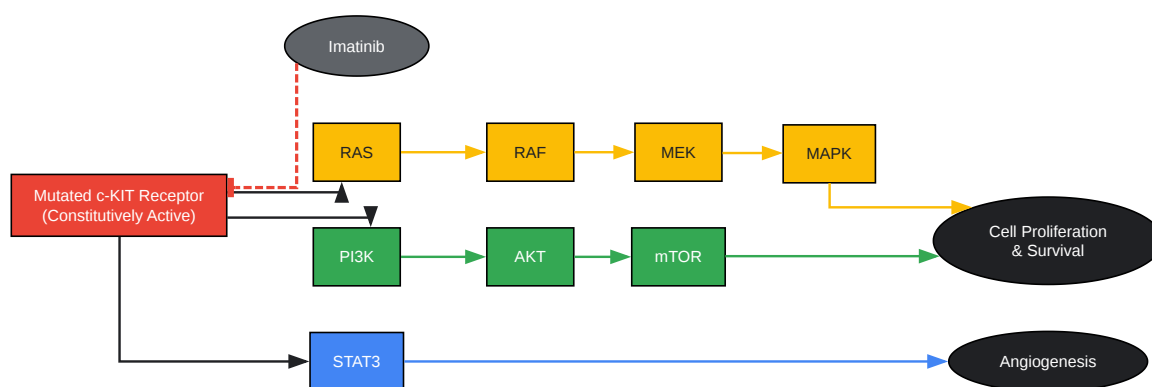 Imatinib
RAS
RAF
MEK
MAPK
Mutated c-KIT Receptor
(Constitutively Active)
Cell Proliferation
& Survival
PI3K
AKT
mTOR
STAT3
Angiogenesis